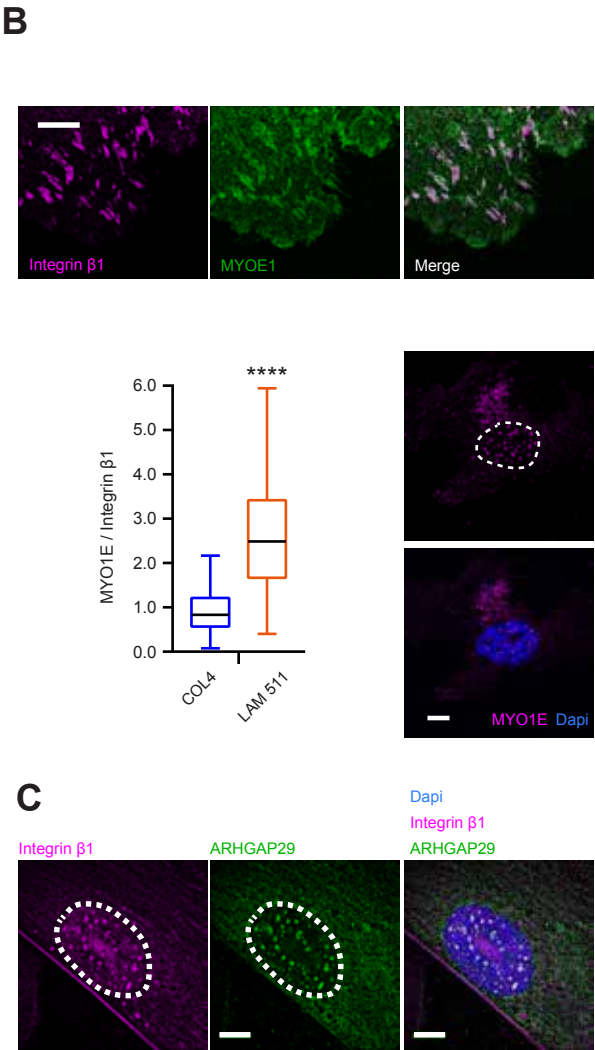 B
Integrin β1
MYOE1
Merge
****
6.0
5.0
4.0
3.0
2.0
1.0
0.0
MYO1E / Integrin β1
COL4
LAM 511
MYO1E Dapi
C
Dapi
Integrin β1
ARHGAP29
Integrin β1
ARHGAP29